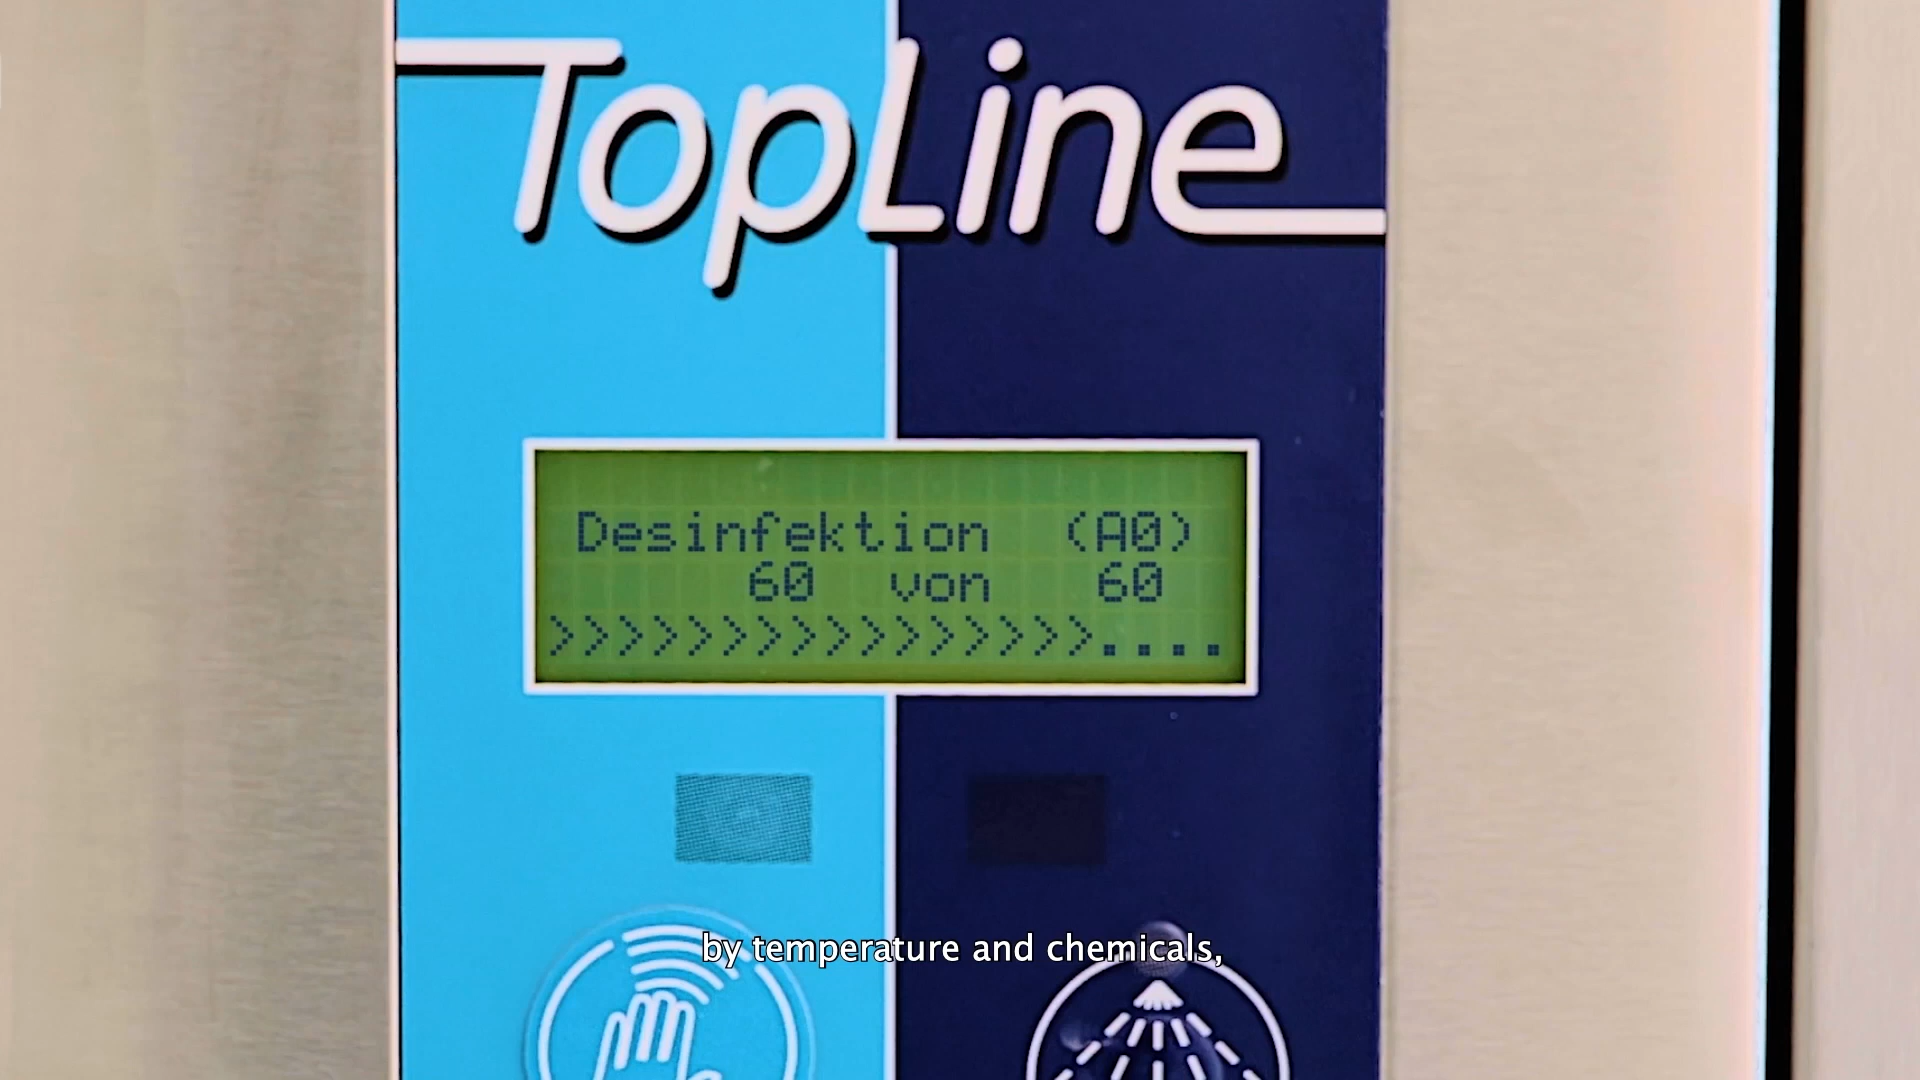 TopLine
Desinfektion (A0)
60 von 60
>>>>>>>>>>>>>>>>....
by temperature and chemicals,